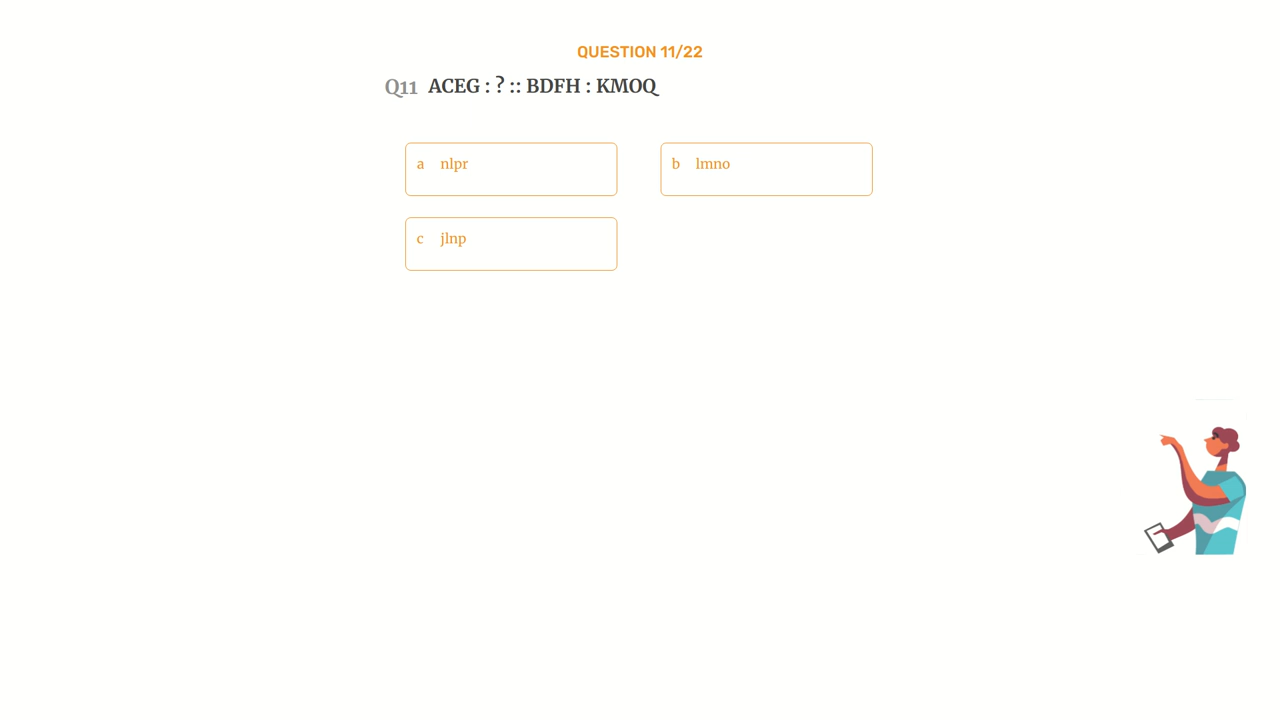 QUESTION 11/22
Q11 ACEG : ? :: BDFH : KMOQ
a nlpr
b lmno
c jlnp